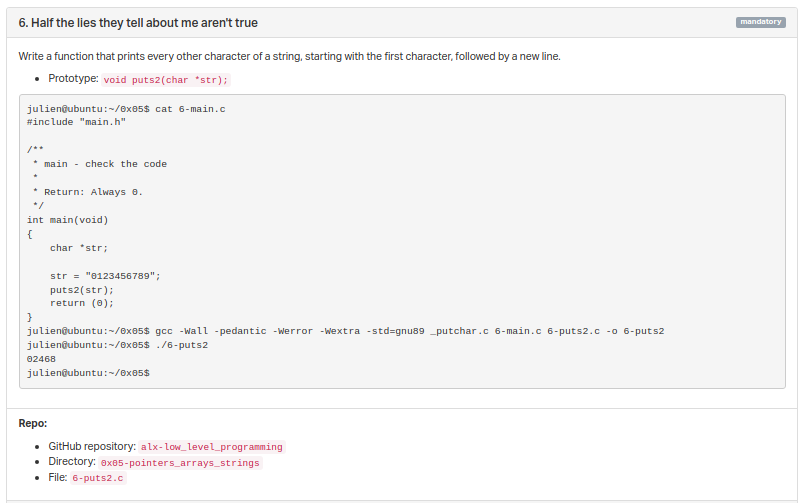 6. Half the lies they tell about me aren't true
mandatory
Write a function that prints every other character of a string, starting with the first character, followed by a new line.
Prototype: void puts2(char *str);
julien@ubuntu:~/0x05$ cat 6-main.c
#include "main.h"
/**
* main - check the code
*
* Return: Always 0.
*/
int main(void)
{
char *str;
str = "0123456789";
puts2(str);
return (0);
}
julien@ubuntu:~/0x05$ gcc -Wall -pedantic -Werror -Wextra -std=gnu89 _putchar.c 6-main.c 6-puts2.c -o 6-puts2
julien@ubuntu:~/0x05$ ./6-puts2
02468
julien@ubuntu:~/0x05$
Repo:
GitHub repository: alx-low_level_programming
Directory: 0x05-pointers_arrays_strings
File: 6-puts2.c